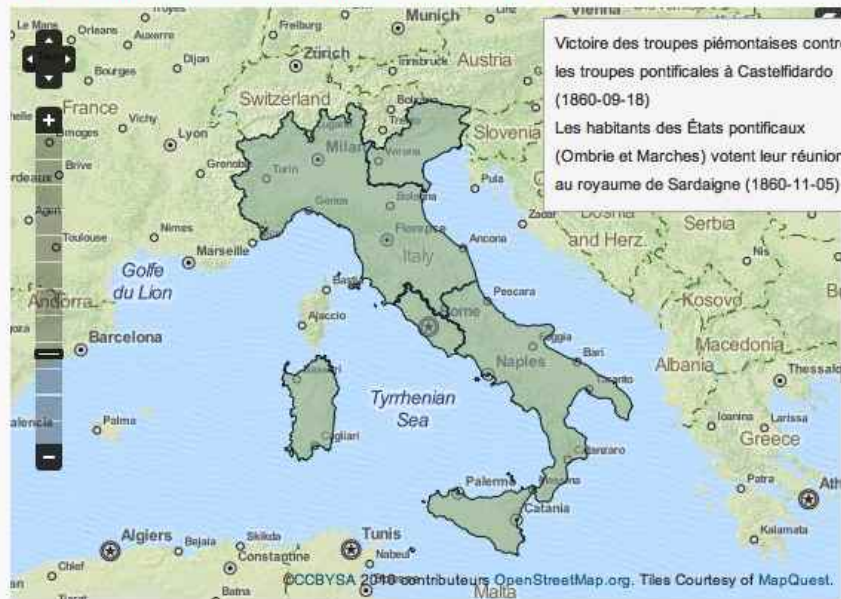 Le Mans
Orleans
Troyes
Auxerre
Freiburg
Munich
Vienna
Bourges
Dijon
Zürich
Innsbruck
Austria
France
Vichy
Switzerland
Slovenia
Limoges
Lyon
Milan
Verona
Brive
Grenoble
Turin
Pula
Bologna
Genoa
Zadar
Bosna
and Herz.
Serbia
Toulouse
Nimes
Marseille
Florence
Italy
Ancona
Nis
Golfe
du Lion
Andorra
Pescara
Kosovo
Ajaccio
Rome
Foggia
Macedonia
Barcelona
Naples
Bari
Albania
Taranto
Tyrrhenian
Sea
Palma
Cagliari
Catanzaro
Ioanina
Larissa
Greece
Palermo
Messina
Catania
Patra
Kalamata
Algiers
Bejaia
Skikda
Tunis
Constantine
Nabeul
Chlef
Batna
Malta
Victoire des troupes piémontaises contre
les troupes pontificales à Castelfidardo
(1860-09-18)
Les habitants des États pontificaux
(Ombrie et Marches) votent leur réunion
au royaume de Sardaigne (1860-11-05)
©CCBYSA 2010 contributeurs OpenStreetMap.org. Tiles Courtesy of MapQuest.